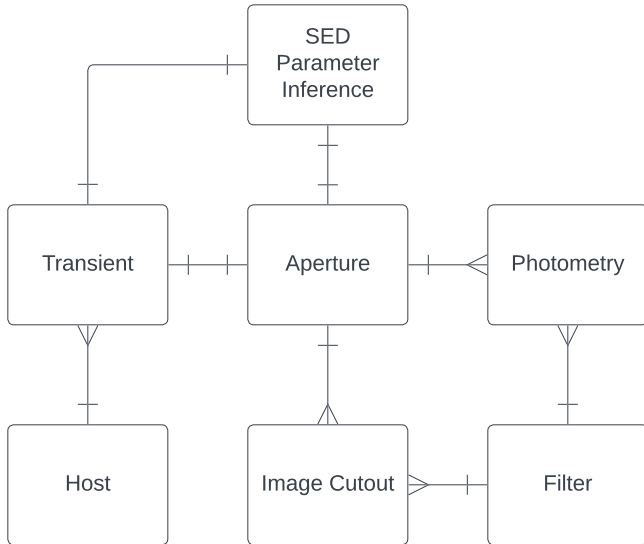 SED
Parameter
Inference
Transient
Aperture
Photometry
Host
Image Cutout
Filter